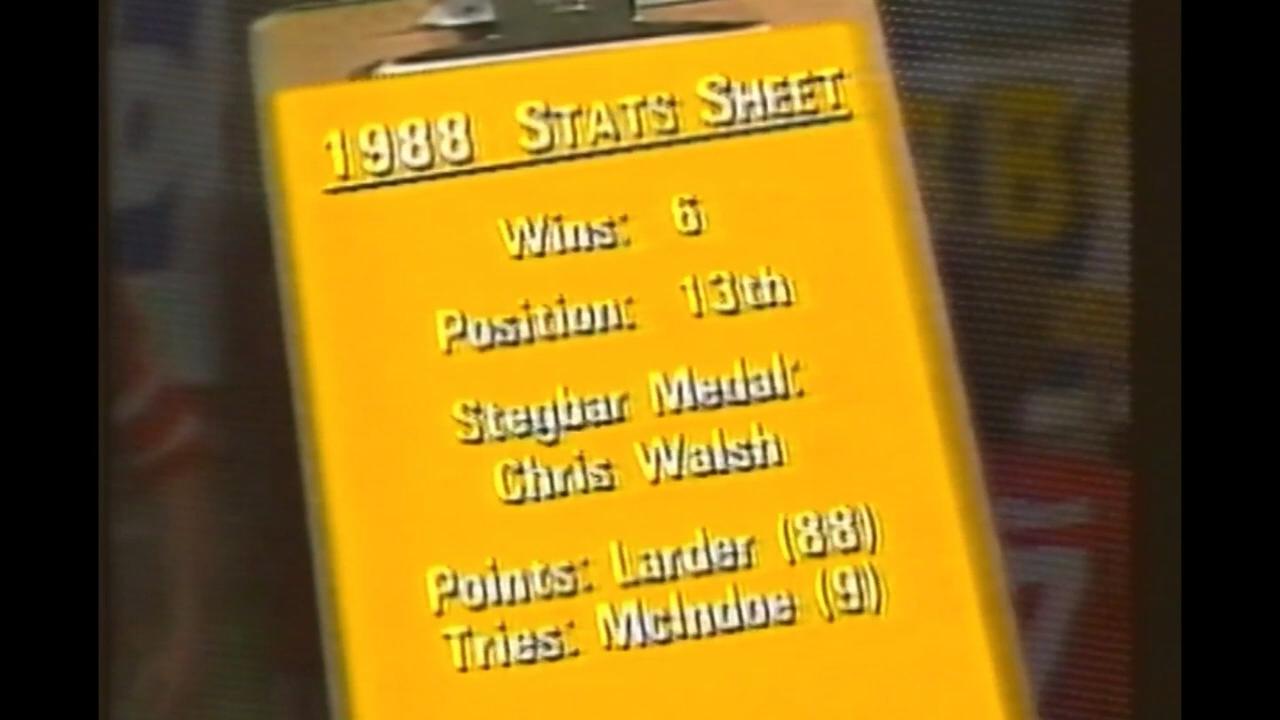 1988 STATS SHEET
Wins: 6
Position: 13th
Stegbar Medal:
Chris Walsh
Points: Larder (88)
Tries: McIndoe (9)